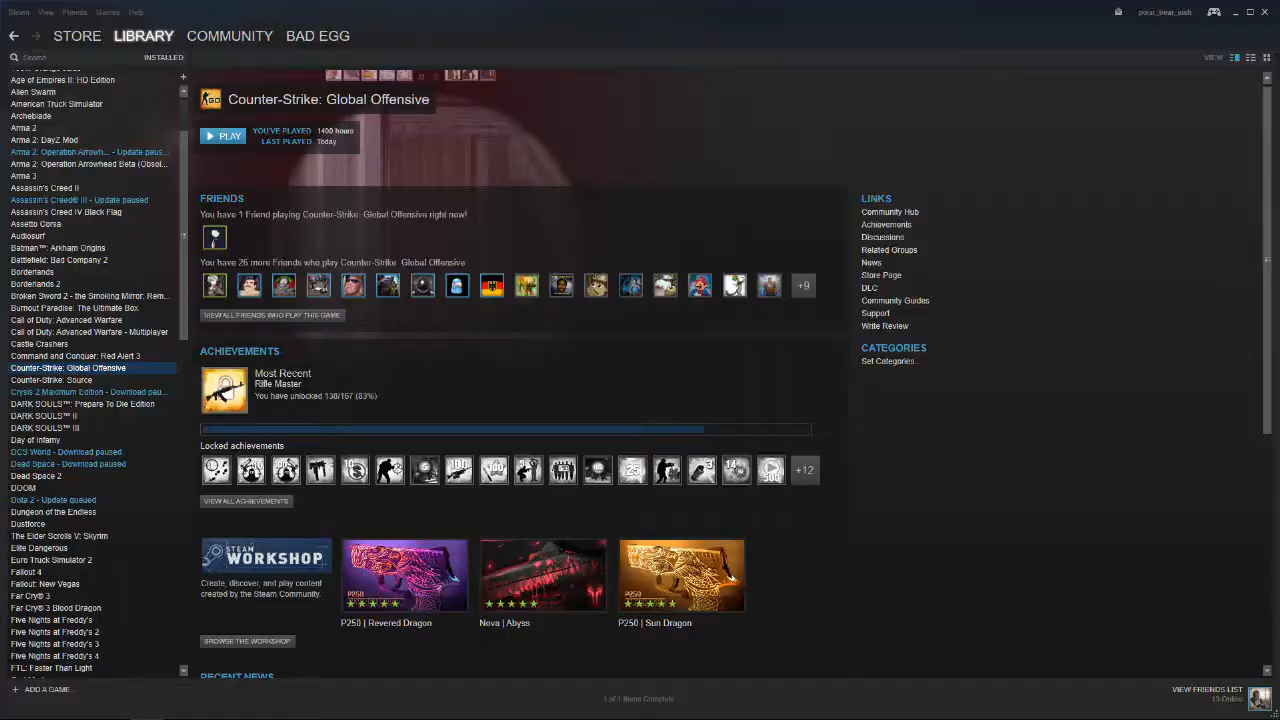 Steam View Friends Games Help
polar_bear_irish
STORE LIBRARY COMMUNITY BAD EGG
Search INSTALLED
VIEW
Age of Empires II: HD Edition
Alien Swarm
American Truck Simulator
Archeblade
Arma 2
Arma 2: DayZ Mod
Arma 2: Operation Arrowh... - Update paus...
Arma 2: Operation Arrowhead Beta (Obsol...
Arma 3
Assassin's Creed II
Assassin's Creed® III - Update paused
Assassin's Creed IV Black Flag
Assetto Corsa
Audiosurf
Batman™: Arkham Origins
Battlefield: Bad Company 2
Borderlands
Borderlands 2
Broken Sword 2 - the Smoking Mirror: Rem...
Burnout Paradise: The Ultimate Box
Call of Duty: Advanced Warfare
Call of Duty: Advanced Warfare - Multiplayer
Castle Crashers
Command and Conquer: Red Alert 3
Counter-Strike: Global Offensive
Counter-Strike: Source
Crysis 2 Maximum Edition - Download pau...
DARK SOULS™: Prepare To Die Edition
DARK SOULS™ II
DARK SOULS™ III
Day of Infamy
DCS World - Download paused
Dead Space - Download paused
Dead Space 2
DOOM
Dota 2 - Update queued
Dungeon of the Endless
Dustforce
The Elder Scrolls V: Skyrim
Elite Dangerous
Euro Truck Simulator 2
Fallout 4
Fallout: New Vegas
Far Cry® 3
Far Cry® 3 Blood Dragon
Five Nights at Freddy's
Five Nights at Freddy's 2
Five Nights at Freddy's 3
Five Nights at Freddy's 4
FTL: Faster Than Light
+ ADD A GAME...
Counter-Strike: Global Offensive
PLAY
YOU'VE PLAYED 1400 hours
LAST PLAYED Today
FRIENDS
You have 1 Friend playing Counter-Strike: Global Offensive right now!
You have 26 more Friends who play Counter-Strike Global Offensive
+9
VIEW ALL FRIENDS WHO PLAY THIS GAME
ACHIEVEMENTS
Most Recent
Rifle Master
You have unlocked 138/167 (83%)
Locked achievements
+12
VIEW ALL ACHIEVEMENTS
STEAM
WORKSHOP
Create, discover, and play content
created by the Steam Community.
BROWSE THE WORKSHOP
P250
P250 | Revered Dragon
Nova | Abyss
P250
P250 | Sun Dragon
RECENT NEWS
LINKS
Community Hub
Achievements
Discussions
Related Groups
News
Store Page
DLC
Community Guides
Support
Write Review
CATEGORIES
Set Categories...
1 of 1 Items Complete
VIEW FRIENDS LIST
13 Online